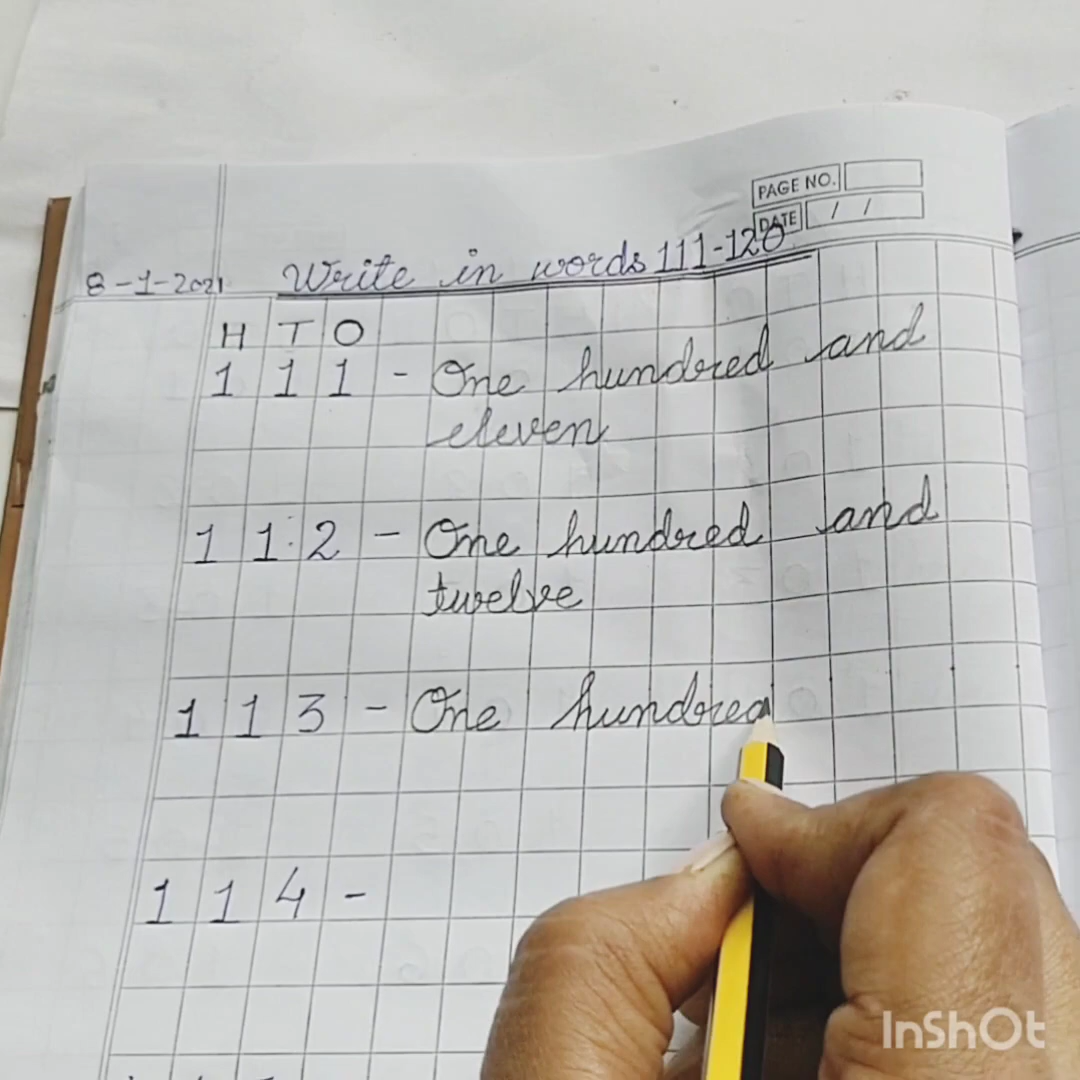 PAGE NO.
DATE / /
8-1-2021 Write in words 111-120
H T O
1 1 1 - One hundred and
eleven
1 1 2 - One hundred and
twelve
1 1 3 - One hundred
1 1 4 -
InShOt